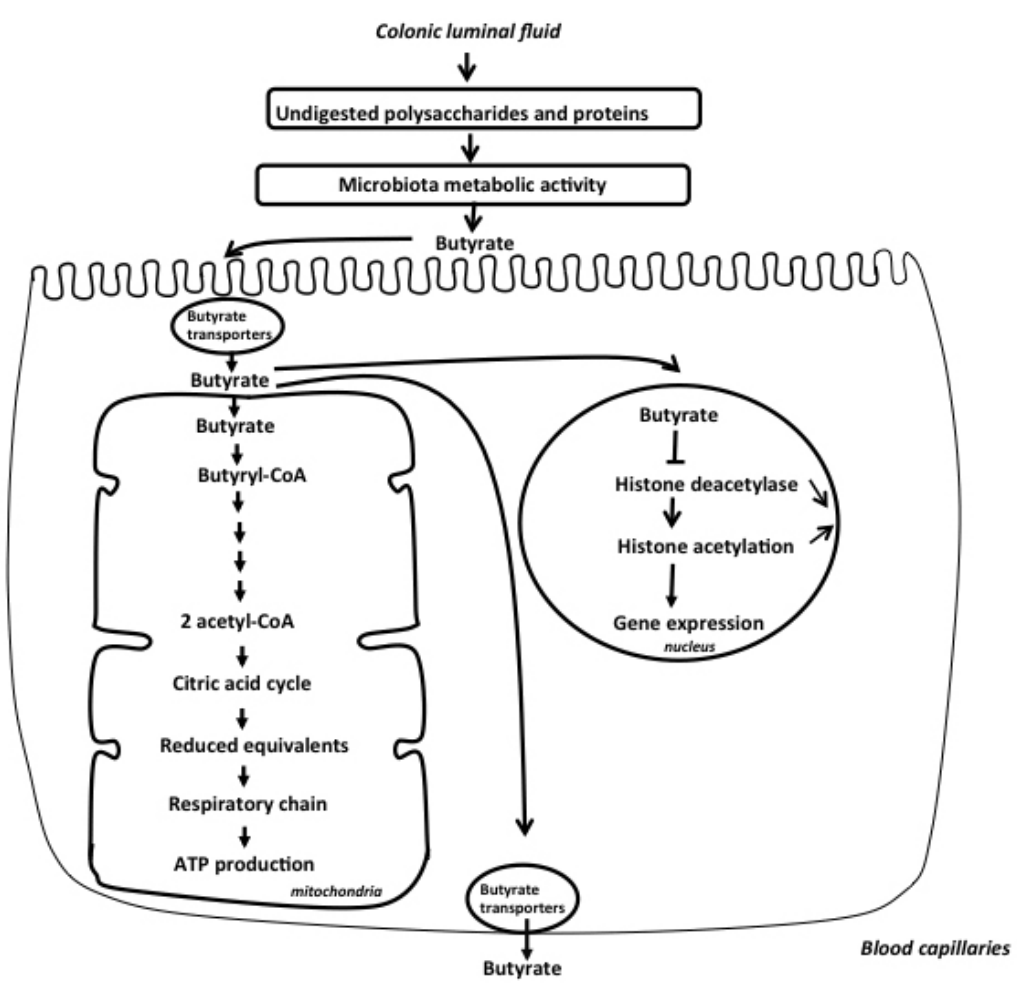 Colonic luminal fluid
Undigested polysaccharides and proteins
Microbiota metabolic activity
Butyrate
Butyrate
transporters
Butyrate
Butyrate
Butyryl-CoA
2 acetyl-CoA
Citric acid cycle
Reduced equivalents
Respiratory chain
ATP production
mitochondria
Butyrate
Histone deacetylase
Histone acetylation
Gene expression
nucleus
Butyrate
transporters
Butyrate
Blood capillaries